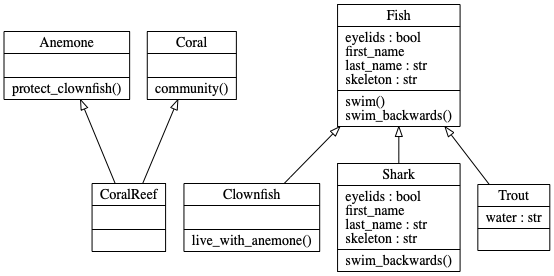 Anemone
protect_clownfish()
Coral
community()
Fish
eyelids : bool
first_name
last_name : str
skeleton : str
swim()
swim_backwards()
CoralReef
Clownfish
live_with_anemone()
Shark
eyelids : bool
first_name
last_name : str
skeleton : str
swim_backwards()
Trout
water : str